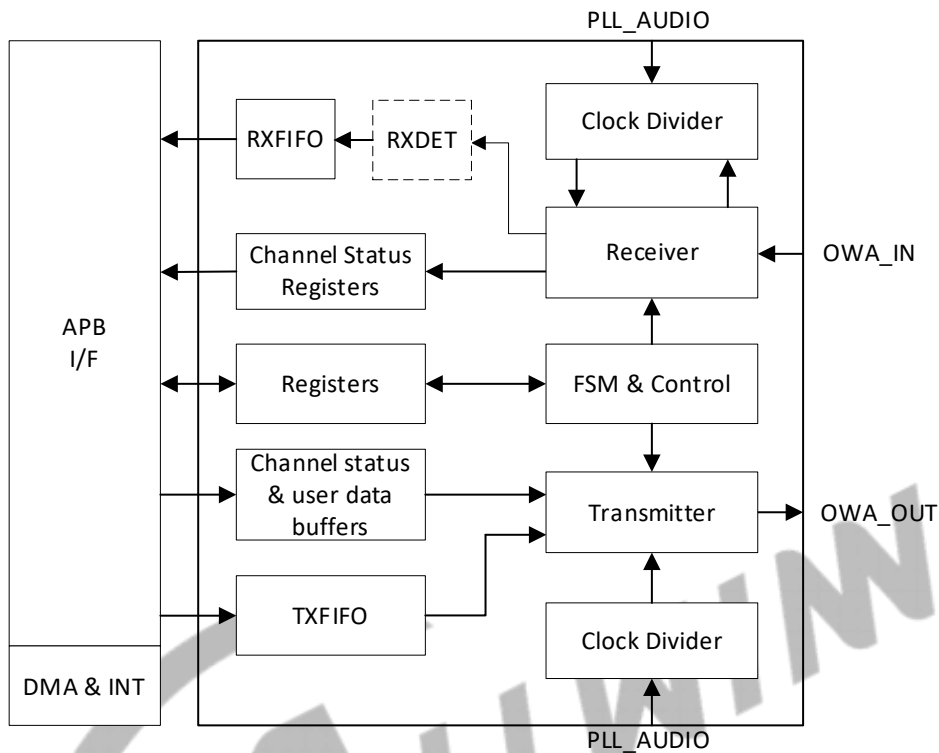 PLL_AUDIO
Clock Divider
RXFIFO
RXDET
Receiver
OWA_IN
Channel Status
Registers
APB
I/F
Registers
FSM & Control
Channel status
& user data
buffers
Transmitter
OWA_OUT
TXFIFO
Clock Divider
DMA & INT
PLL_AUDIO